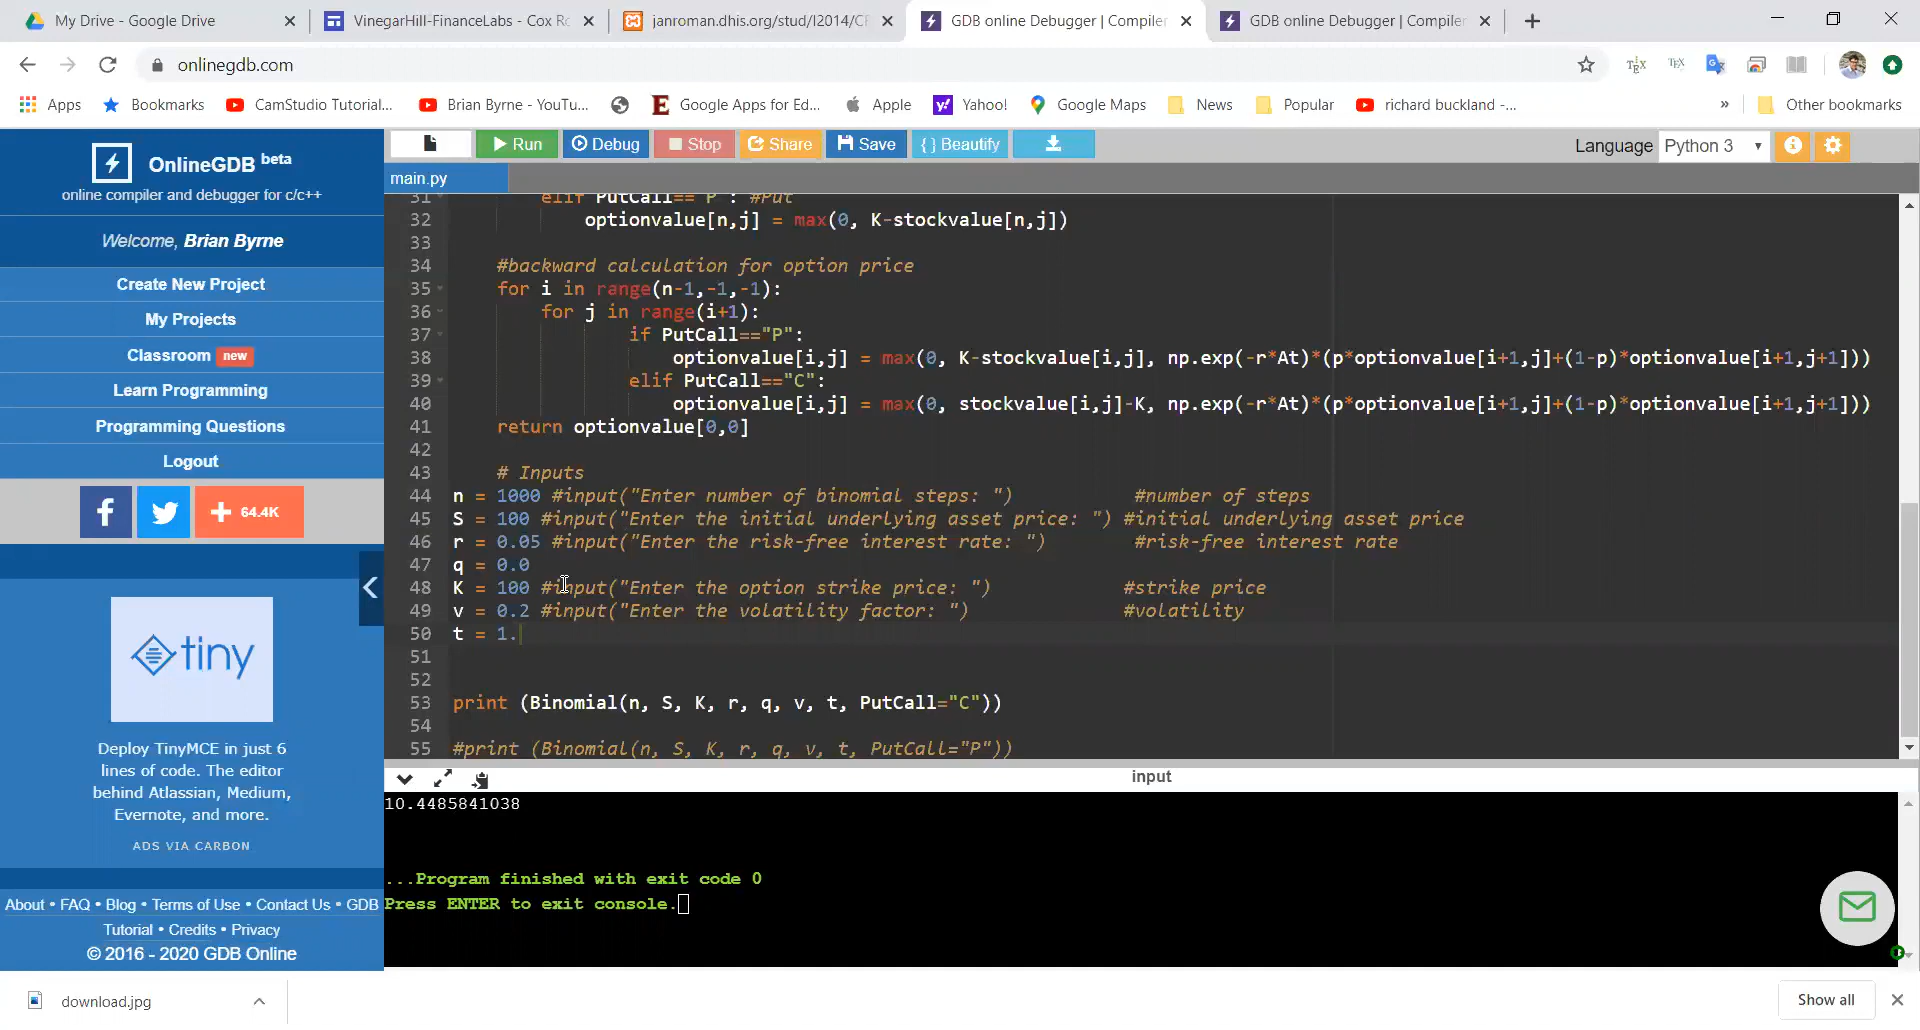 My Drive - Google Drive
VinegarHill-FinanceLabs - Cox Ro
janroman.dhis.org/stud/I2014/CF
GDB online Debugger | Compiler
GDB online Debugger | Compiler
onlinegdb.com
Apps
Bookmarks
CamStudio Tutorial...
Brian Byrne - YouTu...
Google Apps for Ed...
Apple
Yahoo!
Google Maps
News
Popular
richard buckland -...
»
Other bookmarks
OnlineGDB beta
online compiler and debugger for c/c++
Welcome, Brian Byrne
Create New Project
My Projects
Classroom new
Learn Programming
Programming Questions
Logout
64.4K
tiny
Deploy TinyMCE in just 6
lines of code. The editor
behind Atlassian, Medium,
Evernote, and more.
ADS VIA CARBON
About • FAQ • Blog • Terms of Use • Contact Us • GDB
Tutorial • Credits • Privacy
© 2016 - 2020 GDB Online
Run
Debug
Stop
Share
Save
{ } Beautify
Language Python 3
main.py
31 elif PutCall=="P": #Put
32 optionvalue[n,j] = max(0, K-stockvalue[n,j])
33
34 #backward calculation for option price
35 for i in range(n-1,-1,-1):
36 for j in range(i+1):
37 if PutCall=="P":
38 optionvalue[i,j] = max(0, K-stockvalue[i,j], np.exp(-r*At)*(p*optionvalue[i+1,j]+(1-p)*optionvalue[i+1,j+1]))
39 elif PutCall=="C":
40 optionvalue[i,j] = max(0, stockvalue[i,j]-K, np.exp(-r*At)*(p*optionvalue[i+1,j]+(1-p)*optionvalue[i+1,j+1]))
41 return optionvalue[0,0]
42
43 # Inputs
44 n = 1000 #input("Enter number of binomial steps: ") #number of steps
45 S = 100 #input("Enter the initial underlying asset price: ") #initial underlying asset price
46 r = 0.05 #input("Enter the risk-free interest rate: ") #risk-free interest rate
47 q = 0.0
48 K = 100 #input("Enter the option strike price: ") #strike price
49 v = 0.2 #input("Enter the volatility factor: ") #volatility
50 t = 1.
51
52
53 print (Binomial(n, S, K, r, q, v, t, PutCall="C"))
54
55 #print (Binomial(n, S, K, r, q, v, t, PutCall="P"))
input
10.4485841038
...Program finished with exit code 0
Press ENTER to exit console.
download.jpg
Show all